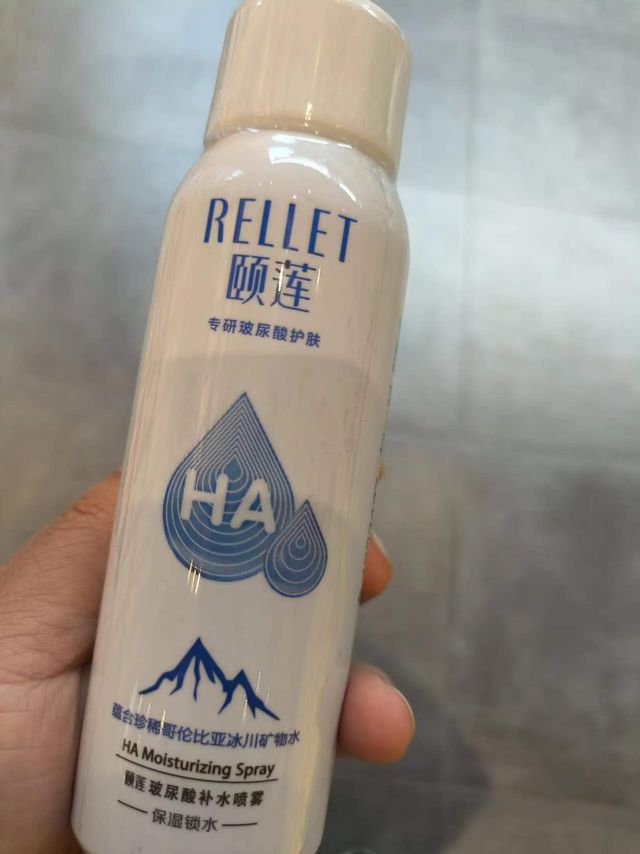 RELLET
颐莲
专研玻尿酸护肤
HA
蕴含珍稀哥伦比亚冰川矿物水
HA Moisturizing Spray
颐莲玻尿酸补水喷雾
保湿锁水